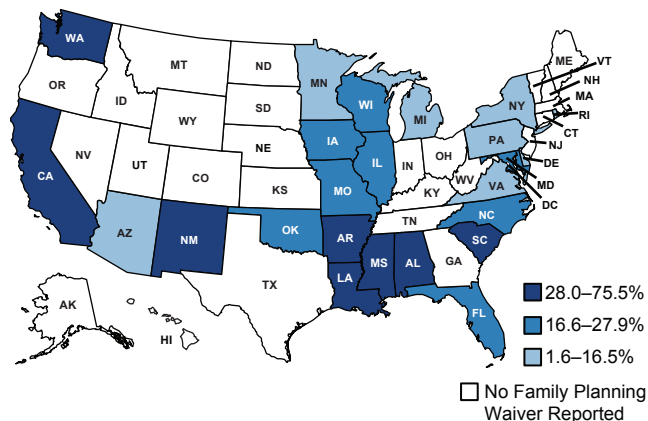 WA
OR
CA
NV
ID
MT
WY
UT
CO
AZ
NM
ND
SD
NE
KS
OK
TX
MN
IA
MO
AR
LA
WI
IL
MS
MI
IN
OH
KY
TN
AL
GA
WV
VA
NC
SC
FL
PA
NY
ME
VT
NH
MA
RI
CT
NJ
DE
MD
DC
AK
HI
28.0–75.5%
16.6–27.9%
1.6–16.5%
No Family Planning
Waiver Reported